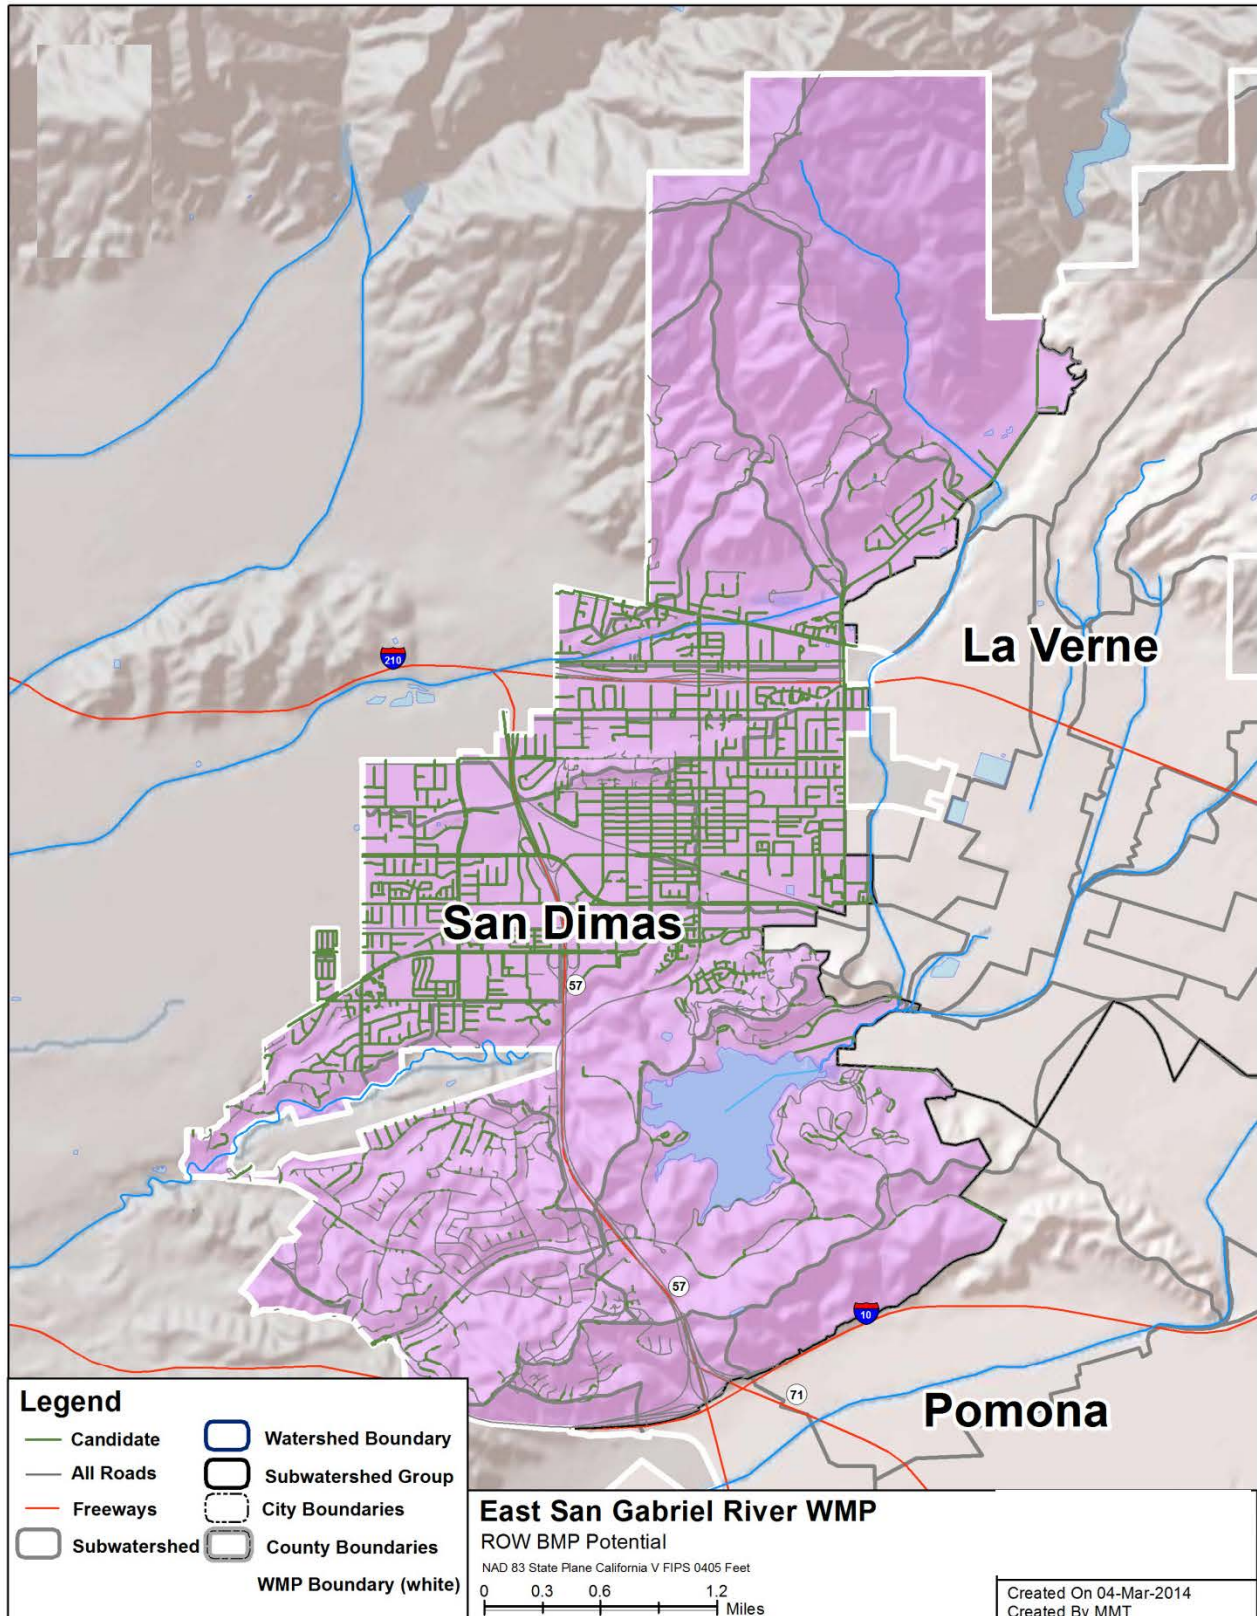 210
La Verne
San Dimas
57
57
10
71
Pomona
Legend
Candidate
All Roads
Freeways
Subwatershed
Watershed Boundary
Subwatershed Group
City Boundaries
County Boundaries
WMP Boundary (white)
East San Gabriel River WMP
ROW BMP Potential
NAD 83 State Plane California V FIPS 0405 Feet
0 0.3 0.6 1.2
Miles
Created On 04-Mar-2014
Created By MMT